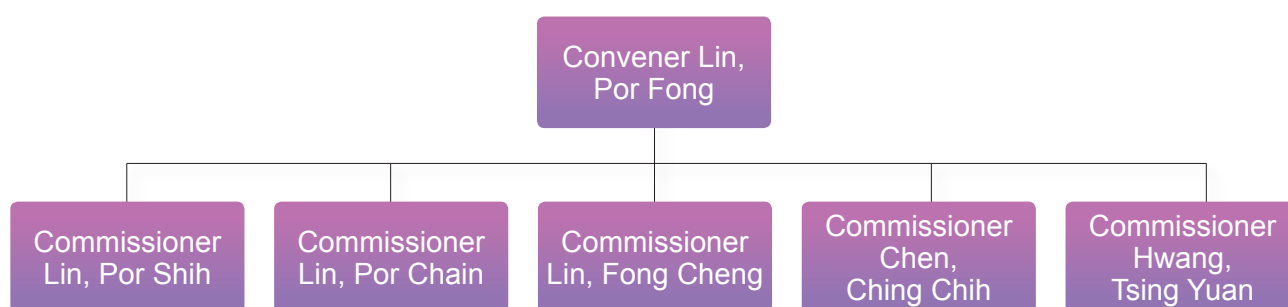 Convener Lin,
Por Fong
Commissioner
Lin, Por Shih
Commissioner
Lin, Por Chain
Commissioner
Lin, Fong Cheng
Commissioner
Chen,
Ching Chih
Commissioner
Hwang,
Tsing Yuan